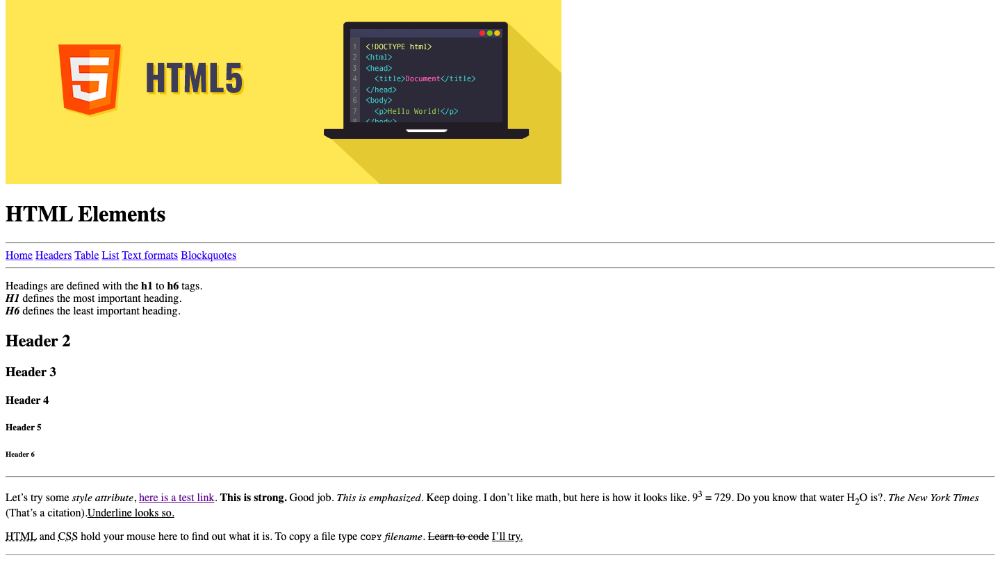 HTML5
1 <!DOCTYPE html>
2 <html>
3 <head>
4 <title>Document</title>
5 </head>
6 <body>
7 <p>Hello World!</p>
8 </body>
HTML Elements
Home Headers Table List Text formats Blockquotes
Headings are defined with the h1 to h6 tags.
H1 defines the most important heading.
H6 defines the least important heading.
Header 2
Header 3
Header 4
Header 5
Header 6
Let’s try some style attribute, here is a test link. This is strong. Good job. This is emphasized. Keep doing. I don’t like math, but here is how it looks like. 9³ = 729. Do you know that water H₂O is?. The New York Times
(That’s a citation).Underline looks so.
HTML and CSS hold your mouse here to find out what it is. To copy a file type COPY filename. Learn to code I’ll try.